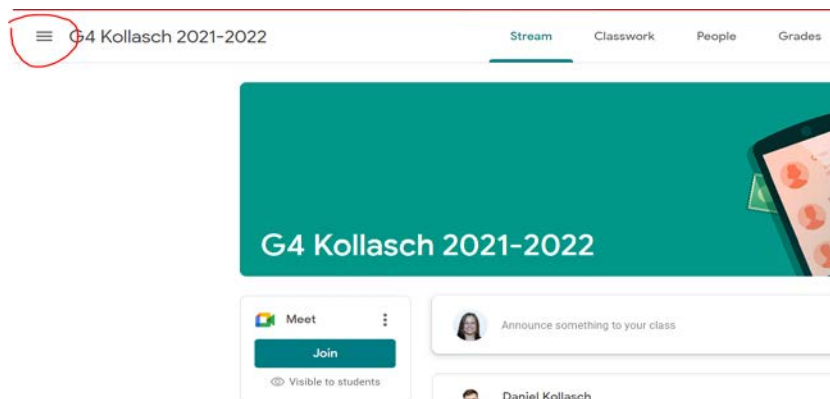 G4 Kollasch 2021-2022
Stream Classwork People Grades
G4 Kollasch 2021-2022
Meet
Join
Visible to students
Announce something to your class
Daniel Kollasch